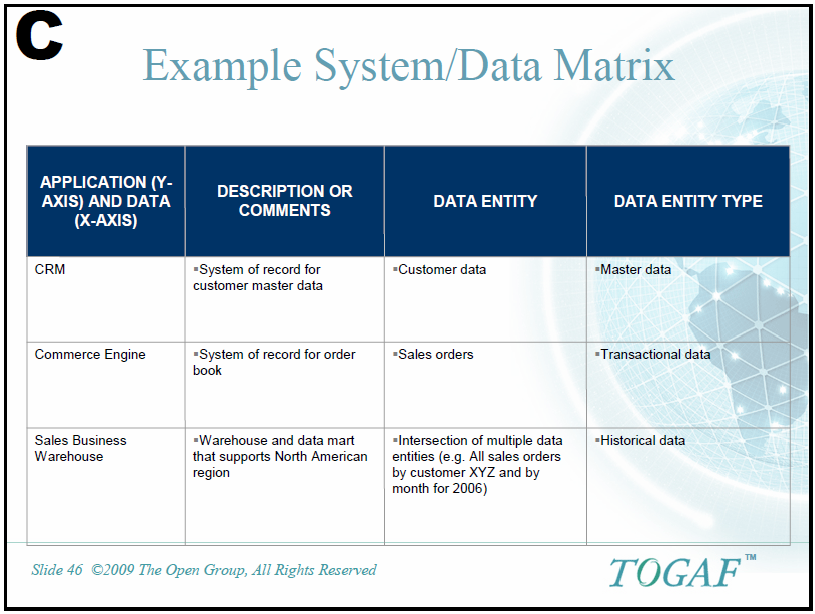 C
Example System/Data Matrix
APPLICATION (Y-
AXIS) AND DATA
(X-AXIS)
DESCRIPTION OR
COMMENTS
DATA ENTITY
DATA ENTITY TYPE
CRM
▪System of record for
customer master data
▪Customer data
▪Master data
Commerce Engine
▪System of record for order
book
▪Sales orders
▪Transactional data
Sales Business
Warehouse
▪Warehouse and data mart
that supports North American
region
▪Intersection of multiple data
entities (e.g. All sales orders
by customer XYZ and by
month for 2006)
▪Historical data
Slide 46 ©2009 The Open Group, All Rights Reserved
TOGAF™